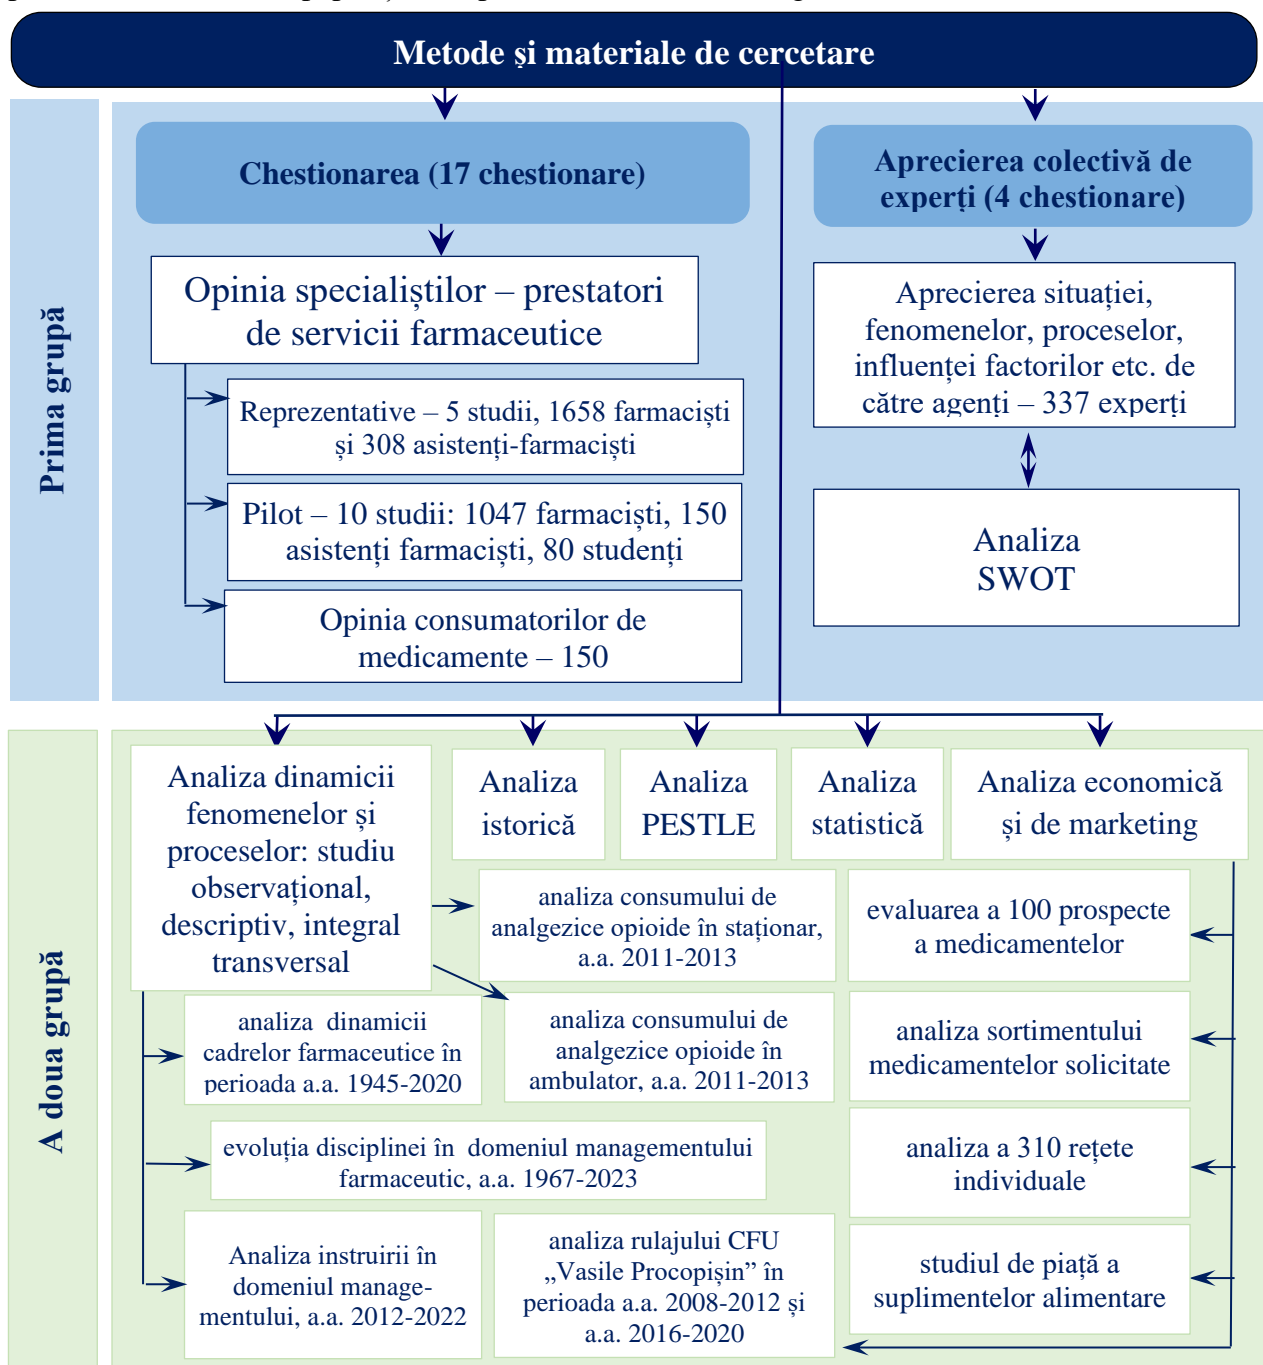 Metode și materiale de cercetare
Prima grupă
Chestionarea (17 chestionare)
Opinia specialiștilor – prestatori
de servicii farmaceutice
Reprezentative – 5 studii, 1658 farmaciști
și 308 asistenți-farmaciști
Pilot – 10 studii: 1047 farmaciști, 150
asistenți farmaciști, 80 studenți
Opinia consumatorilor de
medicamente – 150
Aprecierea colectivă de
experți (4 chestionare)
Aprecierea situației,
fenomenelor, proceselor,
influenței factorilor etc. de
către agenți – 337 experți
Analiza
SWOT
A doua grupă
Analiza dinamicii
fenomenelor și
proceselor: studiu
observațional,
descriptiv, integral
transversal
Analiza
istorică
Analiza
PESTLE
Analiza
statistică
Analiza economică
și de marketing
analiza consumului de
analgezice opioide în staționar,
a.a. 2011-2013
analiza consumului de
analgezice opioide în
ambulator, a.a. 2011-2013
analiza dinamicii
cadrelor farmaceutice în
perioada a.a. 1945-2020
evoluția disciplinei în domeniul managementului
farmaceutic, a.a. 1967-2023
Analiza instruirii în
domeniul manage-
mentului, a.a. 2012-2022
analiza rulajului CFU
„Vasile Procopișin” în
perioada a.a. 2008-2012 și
a.a. 2016-2020
evaluarea a 100 prospecte
a medicamentelor
analiza sortimentului
medicamentelor solicitate
analiza a 310 rețete
individuale
studiul de piață a
suplimentelor alimentare